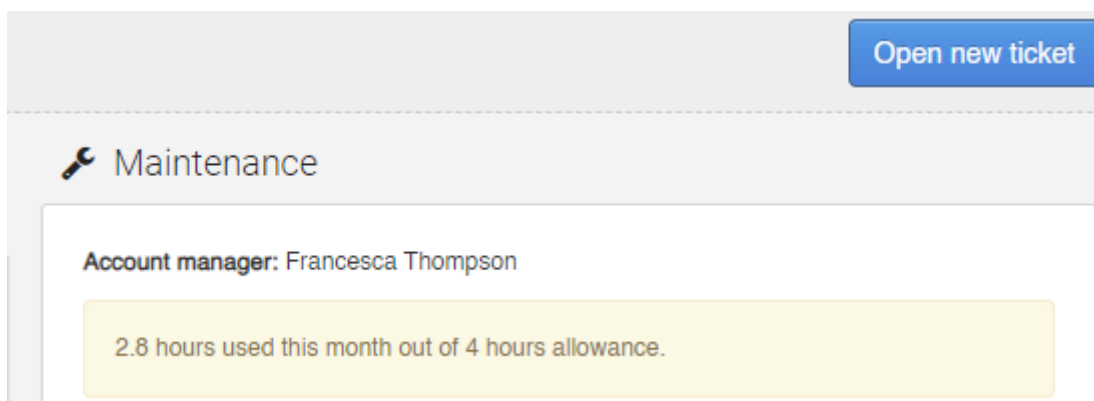 Open new ticket
Maintenance
Account manager: Francesca Thompson
2.8 hours used this month out of 4 hours allowance.